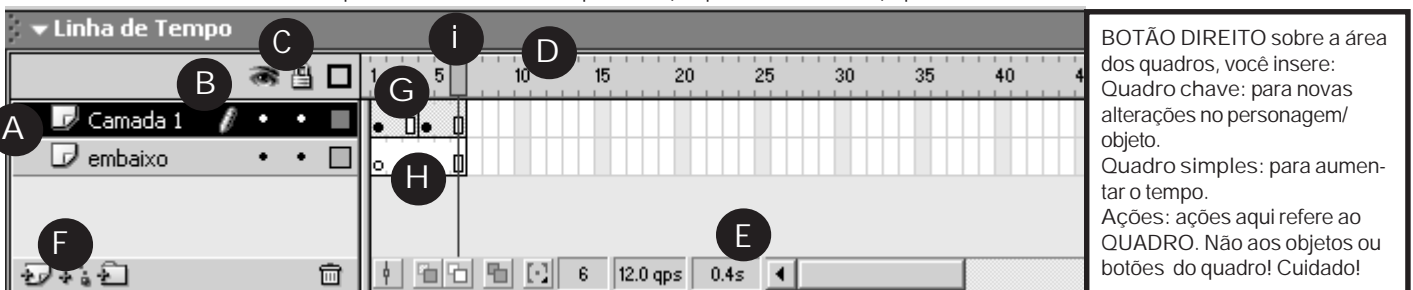 Linha de Tempo
C
i
D
B
1 5 10 15 20 25 30 35 40 4
G
A
Camada 1
embaixo
H
F
E
6 12.0 qps 0.4s
BOTÃO DIREITO sobre a área
dos quadros, você insere:
Quadro chave: para novas
alterações no personagem/
objeto.
Quadro simples: para aumen-
tar o tempo.
Ações: ações aqui refere ao
QUADRO. Não aos objetos ou
botões do quadro! Cuidado!